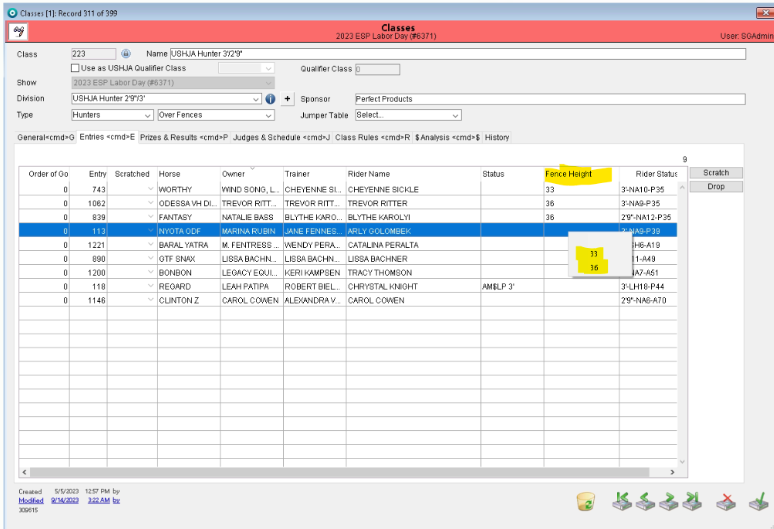 Classes [1]: Record 311 of 399
Classes
2023 ESP Labor Day (#6371)
User: SGAdmin
Class 223 Name USHJA Hunter 3'/2'9"
Use as USHJA Qualifier Class Qualifier Class 0
Show 2023 ESP Labor Day (#6371)
Division USHJA Hunter 2'9"/3' + Sponsor Perfect Products
Type Hunters Over Fences Jumper Table Select...
General<cmd>G Entries <cmd>E Prizes & Results <cmd>P Judges & Schedule <cmd>J Class Rules <cmd>R $Analysis <cmd>$ History
9
Order of Go Entry Scratched Horse Owner Trainer Rider Name Status Fence Height Rider Status Scratch
0 743 WORTHY WIND SONG, L... CHEYENNE SI... CHEYENNE SICKLE 33 3'-NA10-P35 Drop
0 1062 ODESSA VH DI... TREVOR RITT... TREVOR RITT... TREVOR RITTER 36 3'-NA9-P35
0 839 FANTASY NATALIE BASS BLYTHE KARO... BLYTHE KAROLYI 36 2'9"-NA12-P35
0 113 NYOTA ODF MARINA RUBIN JANE FENNES... ARLY GOLOMBEK 3'-NA9-P39
0 1221 BARAL YATRA M. FENTRESS ... WENDY PERA... CATALINA PERALTA H6-A19
33
0 890 GTF SNAX LISSA BACHN... LISSA BACHN... LISSA BACHNER 11-A49
36
0 1200 BONBON LEGACY EQUI... KERI KAMPSEN TRACY THOMSON NA7-A51
0 118 REGARD LEAH PATIPA ROBERT BIEL... CHRYSTAL KNIGHT AM$LP 3' 3'-LH18-P44
0 1146 CLINTON Z CAROL COWEN ALEXANDRA V... CAROL COWEN 2'9"-NA6-A70
Created 5/5/2023 12:57 PM by
Modified 9/14/2023 3:22 AM by
309615